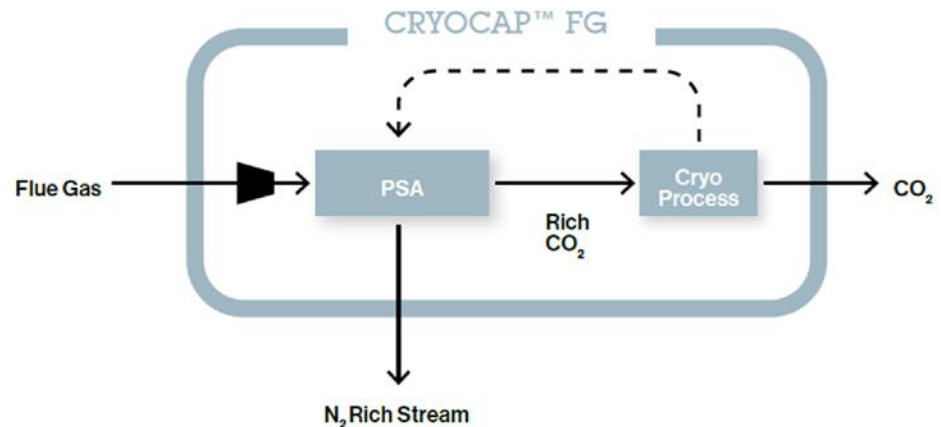 CRYOCAP™ FG
Flue Gas
PSA
Rich
CO₂
Cryo
Process
CO₂
N₂ Rich Stream